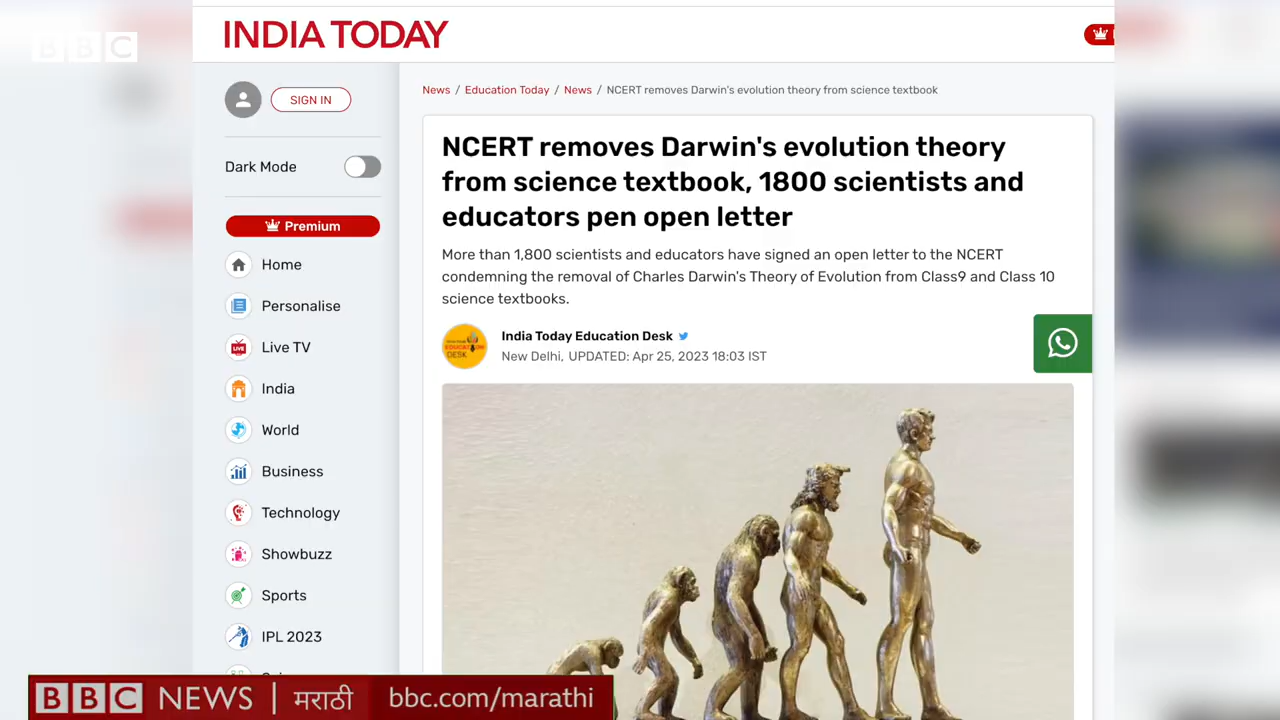 BBC
INDIA TODAY
SIGN IN
Dark Mode
Premium
Home
Personalise
Live TV
India
World
Business
Technology
Showbuzz
Sports
IPL 2023
News / Education Today / News / NCERT removes Darwin's evolution theory from science textbook
NCERT removes Darwin's evolution theory
from science textbook, 1800 scientists and
educators pen open letter
More than 1,800 scientists and educators have signed an open letter to the NCERT
condemning the removal of Charles Darwin's Theory of Evolution from Class9 and Class 10
science textbooks.
India Today Education Desk
New Delhi, UPDATED: Apr 25, 2023 18:03 IST
BBC NEWS | मराठी bbc.com/marathi